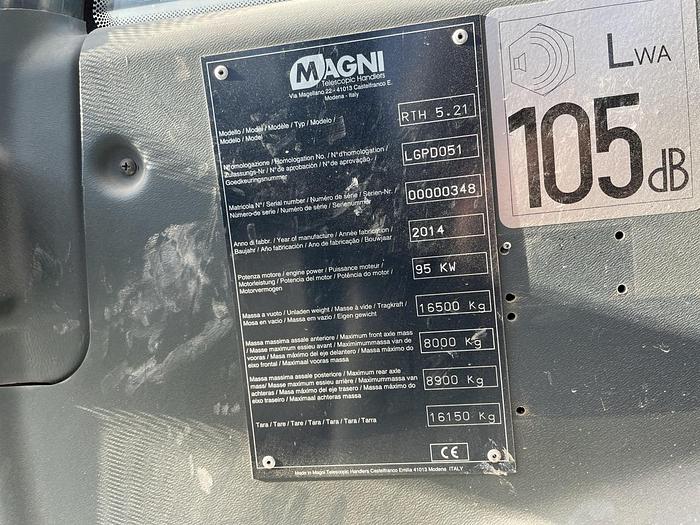 MAGNI
Telescopic Handlers
Via Magellano 22 - 41013 Castelfranco E.
Modena - Italy
Modello / Model / Modèle / Typ / Modelo /
Modelo / Model
RTH 5.21
Omologazione / Homologation No. / N° d'homologation /
Zulassungs-Nr / N° de aprobación / N° de aprovação /
Goedkeuringsnummer
LGPD051
Matricola N° / Serial number / Numéro de série / Serien-Nr. /
Número-de serie / Numéro de série / Serienummer
00000348
Anno di fabbr. / Year of manufacture / Année fabrication /
Baujahr / Año fabricación / Ano de fabricação / Bouwjaar
2014
Potenza motore / engine power / Puissance moteur /
Motorleistung / Potencia del motor / Potência do motor /
Motorvermogen
95 KW
Massa a vuoto / Unladen weight / Masse à vide / Tragkraft /
Mosa en vacio / Massa em vazio / Eigen gewicht
16500 Kg
Massa massima assale anteriore / Maximum front axle mass
/ Masse maximum essieu avant / Maximummassa van de
vooras / Masa máximo del eje delantero / Massa máximo do
eixo frontal / Maximaal vooras massa
8000 Kg
Massa massima assale posteriore / Maximum rear axle
mass/ Masse maximum essieu arrière / Maximummassa van
achteras / Masa máximo del eje trasero / Massa máximo do
eixo traseiro / Maximaal achteras massa
8900 Kg
Tara / Tare / Tare / Tara / Tara / Tara / Tarra
16150 Kg
CE
Made in Magni Telescopic Handlers Castelfranco Emilia 41013 Modena ITALY
LWA
105 dB